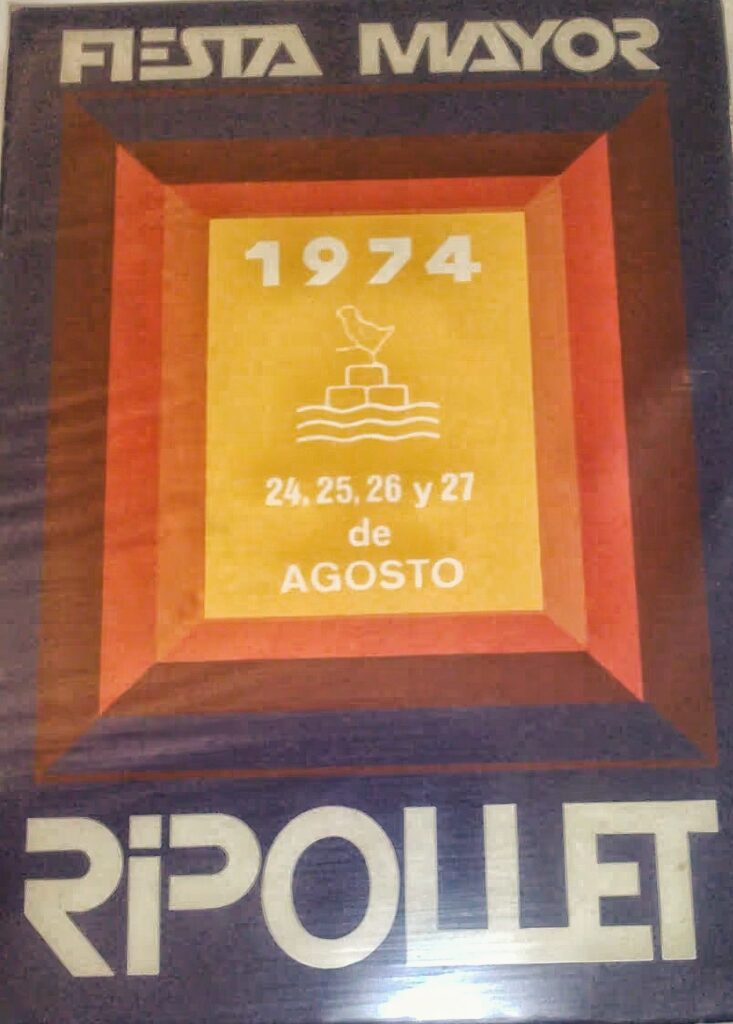 FIESTA MAYOR
1974
24, 25, 26 y 27
de
AGOSTO
RiPOLLET